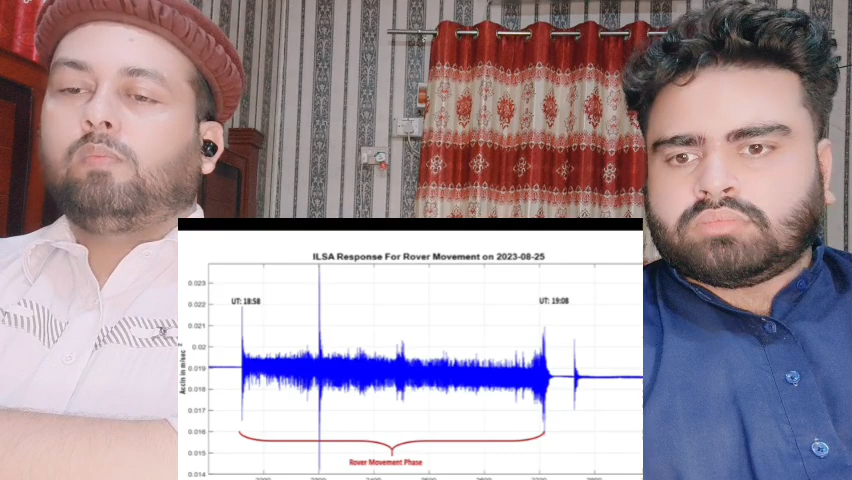 ILSA Response For Rover Movement on 2023-08-25
0.023
UT: 18:58
UT: 19:08
0.022
0.021
0.02
0.019
0.018
0.017
0.016
0.015
0.014
Accln in m/sec²
Rover Movement Phase